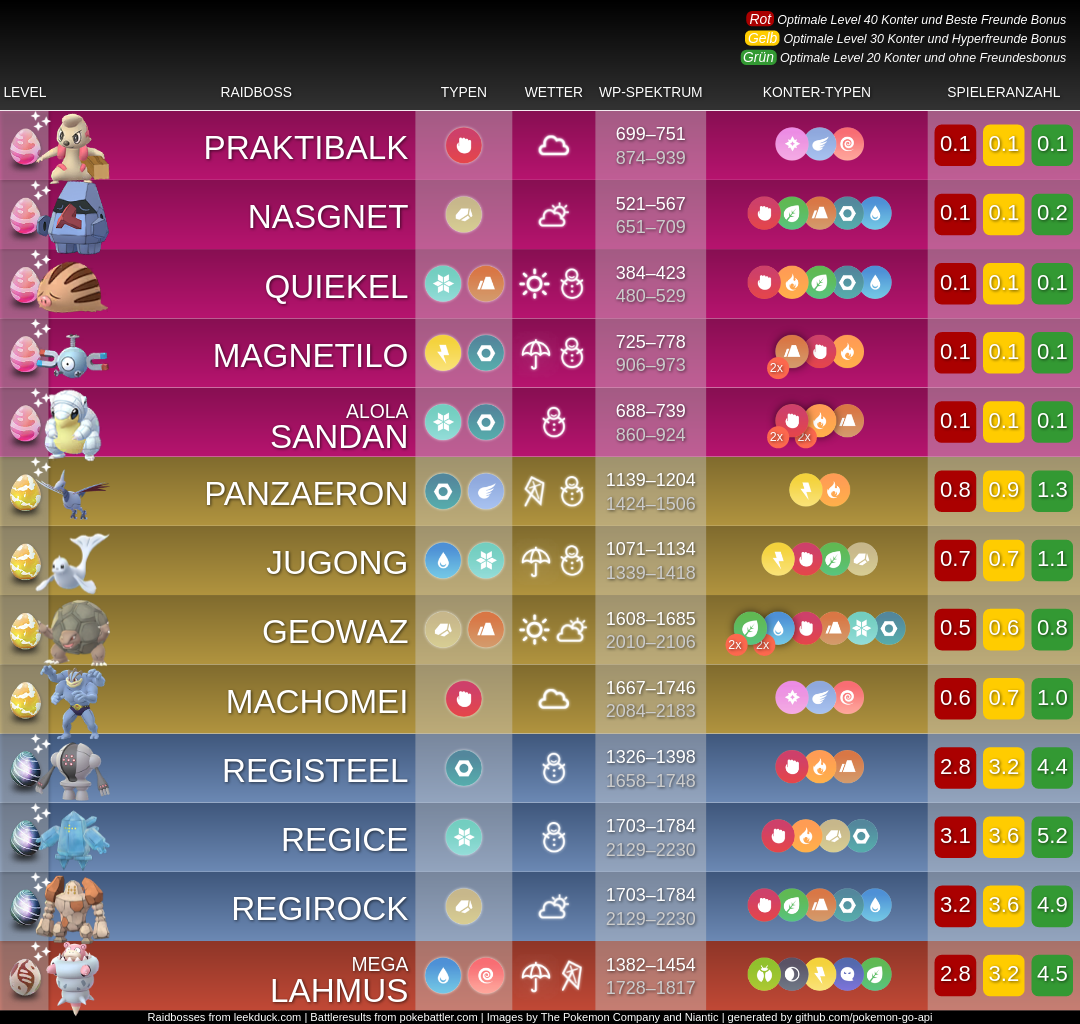 Rot Optimale Level 40 Konter und Beste Freunde Bonus
Gelb Optimale Level 30 Konter und Hyperfreunde Bonus
Grün Optimale Level 20 Konter und ohne Freundesbonus
LEVEL RAIDBOSS TYPEN WETTER WP-SPEKTRUM KONTER-TYPEN SPIELERANZAHL
PRAKTIBALK 699–751 0.1 0.1 0.1
874–939
NASGNET 521–567 0.1 0.1 0.2
651–709
QUIEKEL 384–423 0.1 0.1 0.1
480–529
MAGNETILO 725–778 0.1 0.1 0.1
906–973 2x
ALOLA 688–739
SANDAN 860–924 2x 2x 0.1 0.1 0.1
PANZAERON 1139–1204 0.8 0.9 1.3
1424–1506
JUGONG 1071–1134 0.7 0.7 1.1
1339–1418
GEOWAZ 1608–1685 0.5 0.6 0.8
2010–2106 2x 2x
MACHOMEI 1667–1746 0.6 0.7 1.0
2084–2183
REGISTEEL 1326–1398 2.8 3.2 4.4
1658–1748
REGICE 1703–1784 3.1 3.6 5.2
2129–2230
REGIROCK 1703–1784 3.2 3.6 4.9
2129–2230
MEGA 1382–1454
LAHMUS 1728–1817 2.8 3.2 4.5
Raidbosses from leekduck.com | Battleresults from pokebattler.com | Images by The Pokemon Company and Niantic | generated by github.com/pokemon-go-api